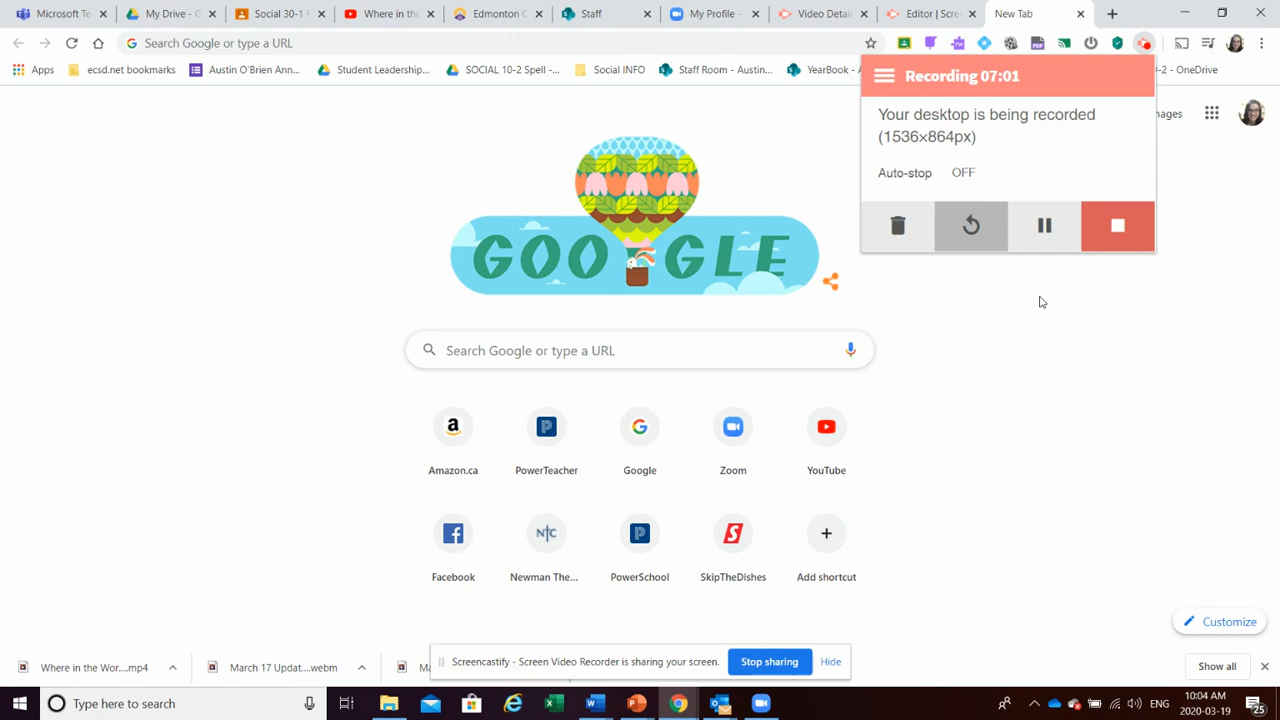 Microsoft Te
My Drive - G
Social 30-1
Where in the
Edmonton C
Staff
My Profile -
Video Detail
Editor | Scre
New Tab
Search Google or type a URL
Apps
ecsd.net bookmarks
Austin O'Brien Ann...
Student Leadership...
SOCIAL 10-2 Spell -...
Social INFO
Staff Room - Austin...
YearBook - A
-2 - OneDrive
Recording 07:01
Your desktop is being recorded
(1536×864px)
Auto-stop OFF
mages
GOOGLE
Search Google or type a URL
Amazon.ca
PowerTeacher
Google
Zoom
YouTube
NTC
Facebook
Newman The...
PowerSchool
SkipTheDishes
Add shortcut
Customize
Where in the Wor....mp4
March 17 Updat....webm
Ma
Screencastify - Screen Video Recorder is sharing your screen.
Stop sharing
Hide
Show all
Type here to search
ENG
10:04 AM
2020-03-19
25